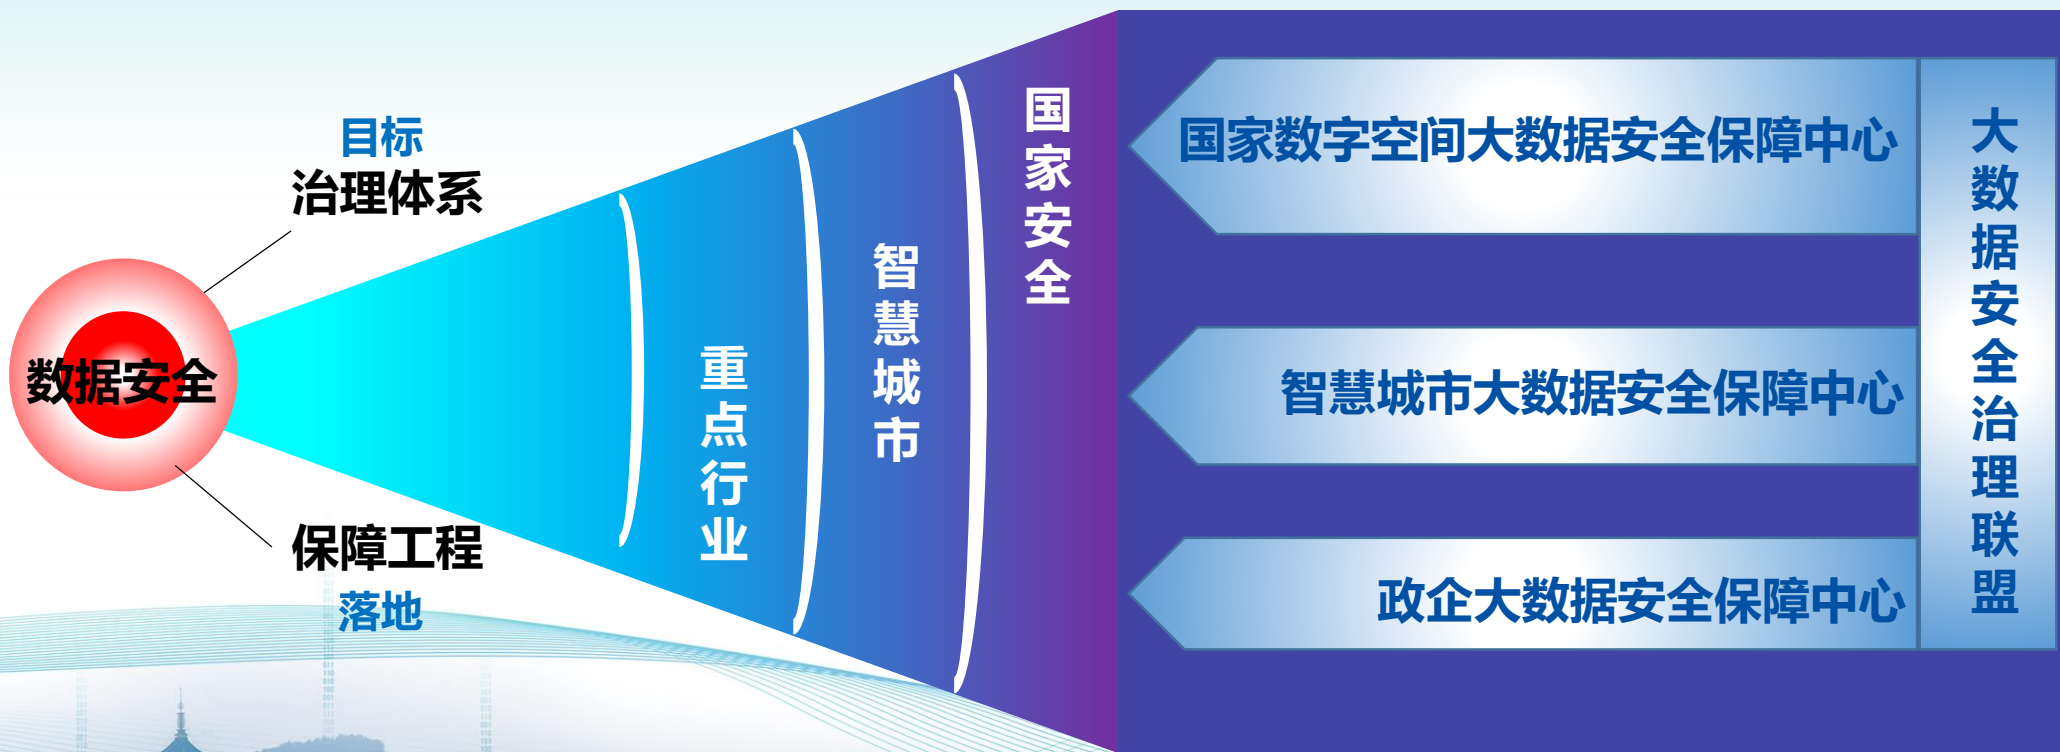 目标
治理体系
数据安全
保障工程
落地
重点行业
智慧城市
国家安全
国家数字空间大数据安全保障中心
智慧城市大数据安全保障中心
政企大数据安全保障中心
大数据安全治理联盟